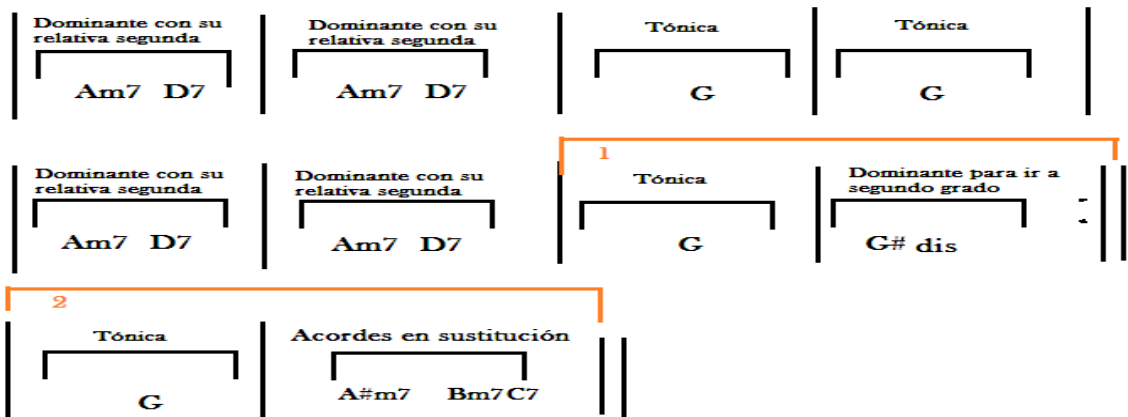 Dominante con su
relativa segunda
Dominante con su
relativa segunda
Tónica
Tónica
Am7 D7
Am7 D7
G
G
1
Dominante con su
relativa segunda
Dominante con su
relativa segunda
Tónica
Dominante para ir a
segundo grado
Am7 D7
Am7 D7
G
G# dis
2
Tónica
Acordes en sustitución
G
A#m7 Bm7 C7